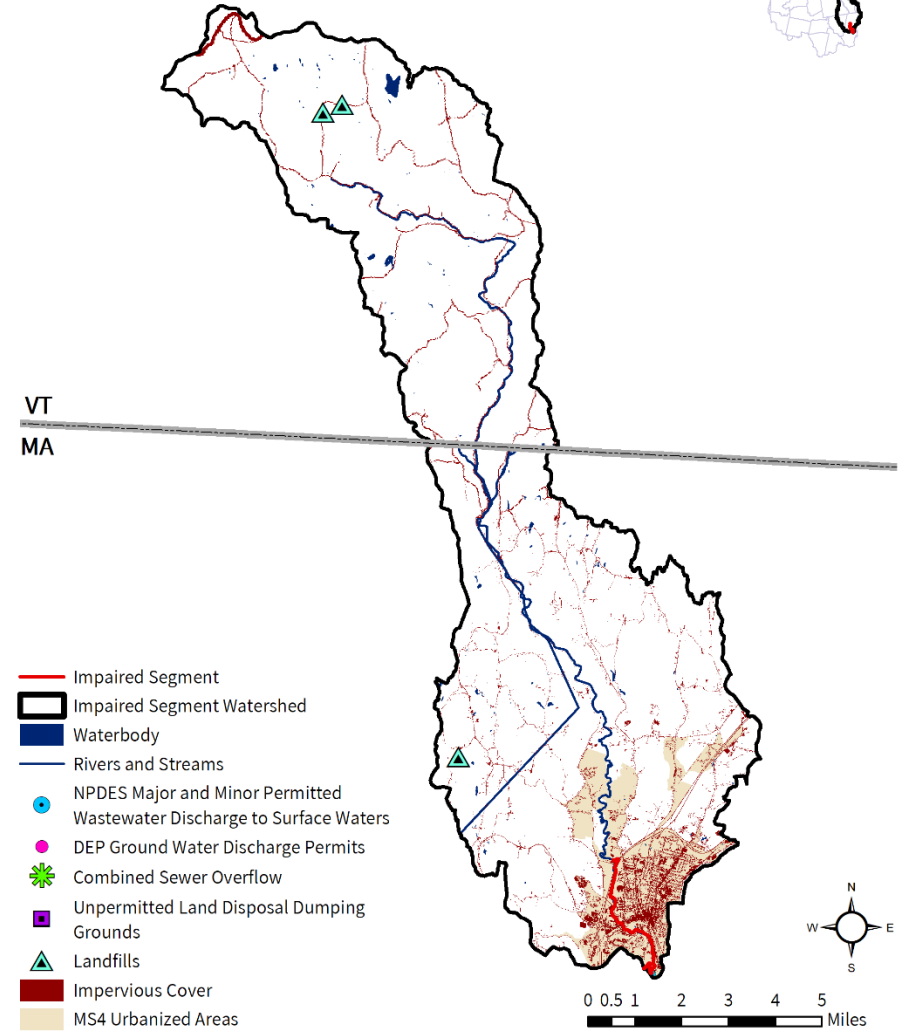 VT
MA
Impaired Segment
Impaired Segment Watershed
Waterbody
Rivers and Streams
NPDES Major and Minor Permitted
Wastewater Discharge to Surface Waters
DEP Ground Water Discharge Permits
Combined Sewer Overflow
Unpermitted Land Disposal Dumping
Grounds
Landfills
Impervious Cover
MS4 Urbanized Areas
N
W E
S
0 0.5 1 2 3 4 5
Miles